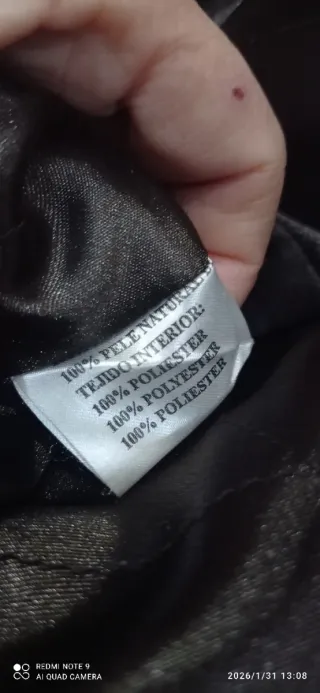 100% PELE NATURAL
TEJIDO INTERIOR:
100% POLIESTER
100% POLYESTER
100% POLIESTER
REDMI NOTE 9
AI QUAD CAMERA
2026/1/31 13:08